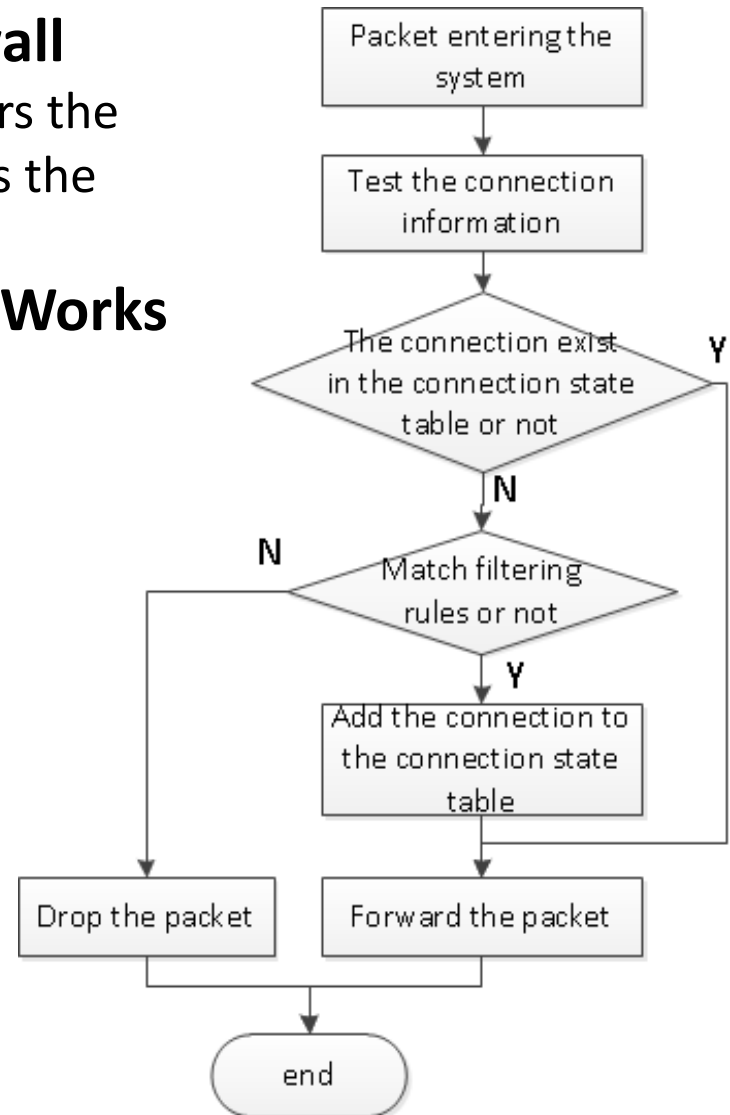 all
rs the
s the
Works
Packet entering the
system
Test the connection
information
The connection exist
in the connection state
table or not
Y
N
N
Match filtering
rules or not
Y
Add the connection to
the connection state
table
Drop the packet
Forward the packet
end